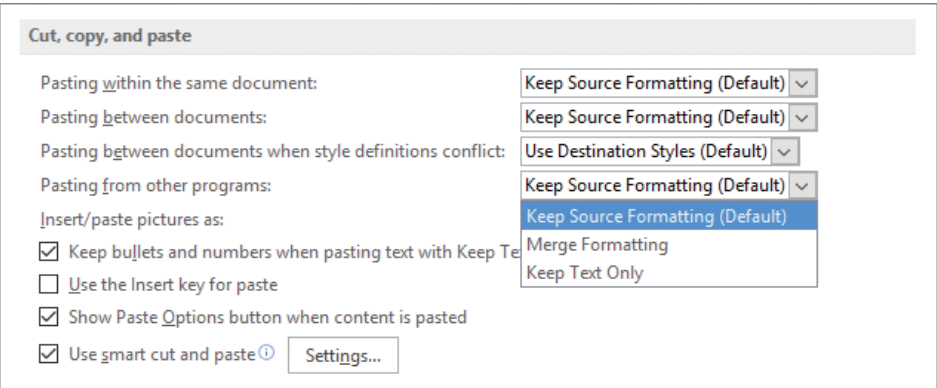 Cut, copy, and paste
Pasting within the same document: Keep Source Formatting (Default)
Pasting between documents: Keep Source Formatting (Default)
Pasting between documents when style definitions conflict: Use Destination Styles (Default)
Pasting from other programs: Keep Source Formatting (Default)
Keep Source Formatting (Default)
Merge Formatting
Keep Text Only
Insert/paste pictures as:
Keep bullets and numbers when pasting text with Keep Te
Use the Insert key for paste
Show Paste Options button when content is pasted
Use smart cut and paste Settings...